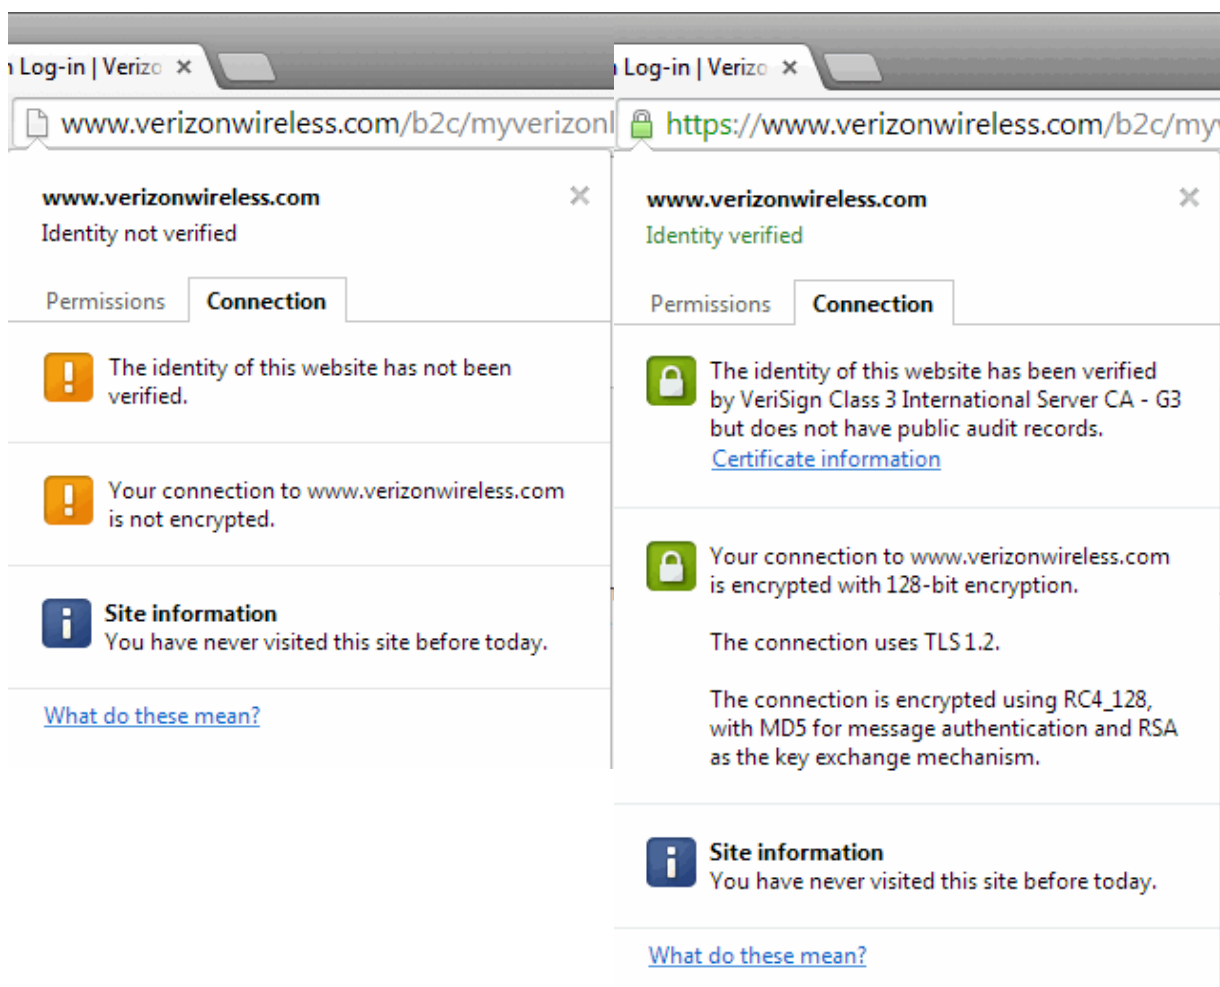 Log-in | Verizo ×
www.verizonwireless.com/b2c/myverizonl
www.verizonwireless.com
Identity not verified
Permissions Connection
The identity of this website has not been
verified.
Your connection to www.verizonwireless.com
is not encrypted.
Site information
You have never visited this site before today.
What do these mean?
Log-in | Verizo ×
https://www.verizonwireless.com/b2c/my
www.verizonwireless.com
Identity verified
Permissions Connection
The identity of this website has been verified
by VeriSign Class 3 International Server CA - G3
but does not have public audit records.
Certificate information
Your connection to www.verizonwireless.com
is encrypted with 128-bit encryption.
The connection uses TLS 1.2.
The connection is encrypted using RC4_128,
with MD5 for message authentication and RSA
as the key exchange mechanism.
Site information
You have never visited this site before today.
What do these mean?